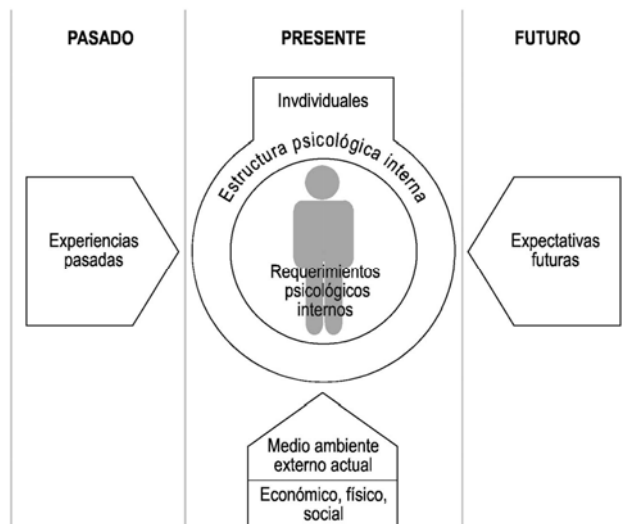 PASADO
PRESENTE
FUTURO
Invdividuales
Estructura psicológica interna
Experiencias
pasadas
Requerimientos
psicológicos
internos
Expectativas
futuras
Medio ambiente
externo actual
Económico, físico,
social